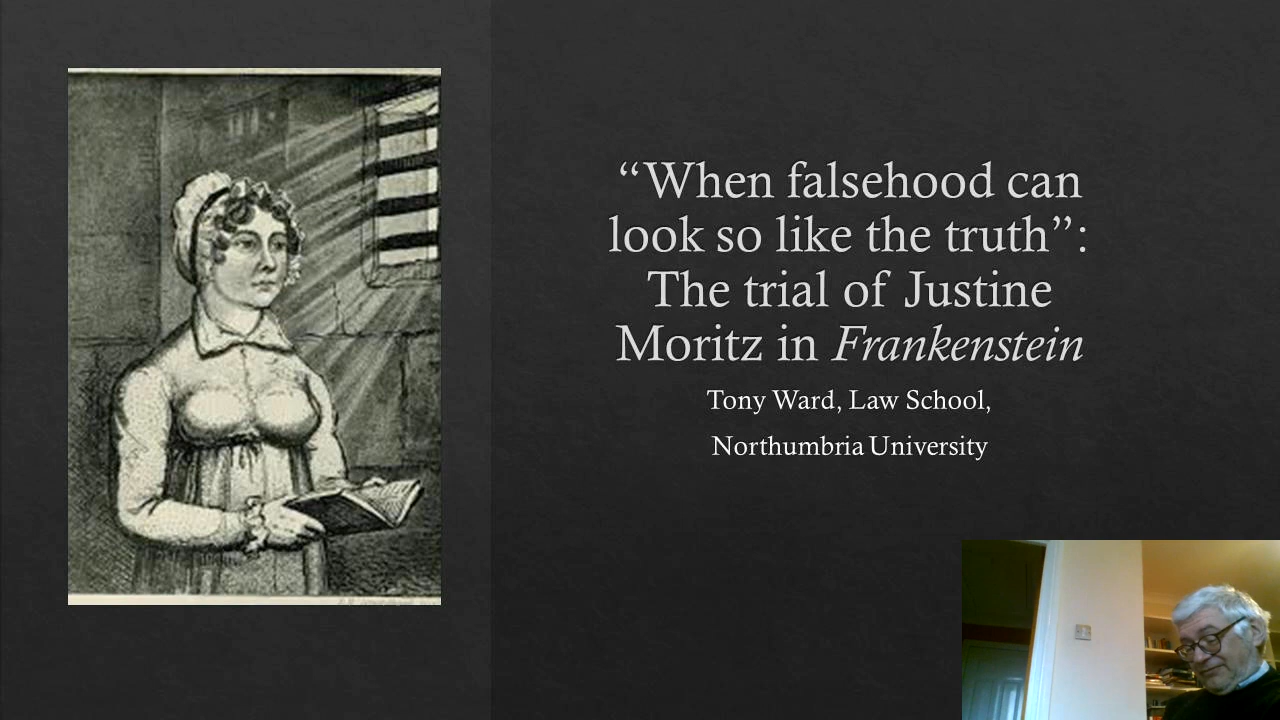 “When falsehood can
look so like the truth”:
The trial of Justine
Moritz in Frankenstein
Tony Ward, Law School,
Northumbria University